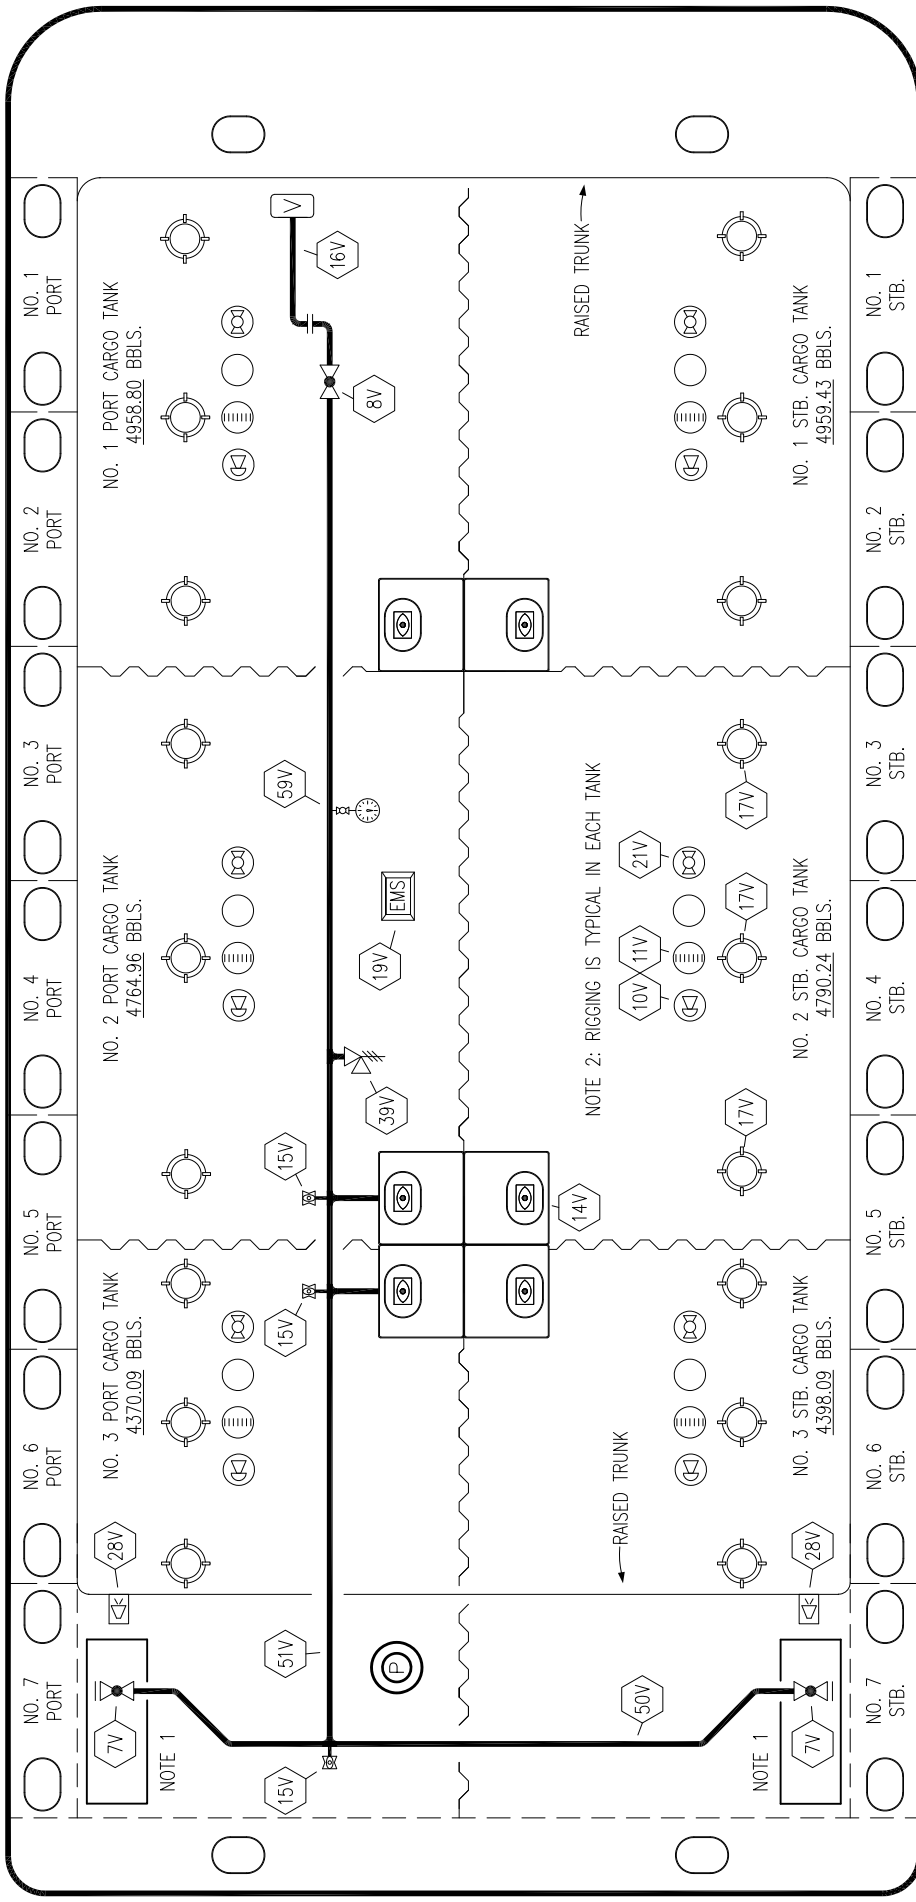 NO. 7
PORT
NO. 6
PORT
NO. 5
PORT
NO. 4
PORT
NO. 3
PORT
NO. 2
PORT
NO. 1
PORT
NO. 3 PORT CARGO TANK
4370.09 BBLS.
NO. 2 PORT CARGO TANK
4764.96 BBLS.
NO. 1 PORT CARGO TANK
4958.80 BBLS.
28V
7V
NOTE 1
51V
15V
15V
15V
39V
59V
8V
16V
V
P
19V
EMS
50V
14V
RAISED TRUNK
NOTE 2: RIGGING IS TYPICAL IN EACH TANK
RAISED TRUNK
10V
11V
21V
17V
17V
17V
NOTE 1
7V
28V
NO. 3 STB. CARGO TANK
4398.09 BBLS.
NO. 2 STB. CARGO TANK
4790.24 BBLS.
NO. 1 STB. CARGO TANK
4959.43 BBLS.
NO. 7
STB.
NO. 6
STB.
NO. 5
STB.
NO. 4
STB.
NO. 3
STB.
NO. 2
STB.
NO. 1
STB.